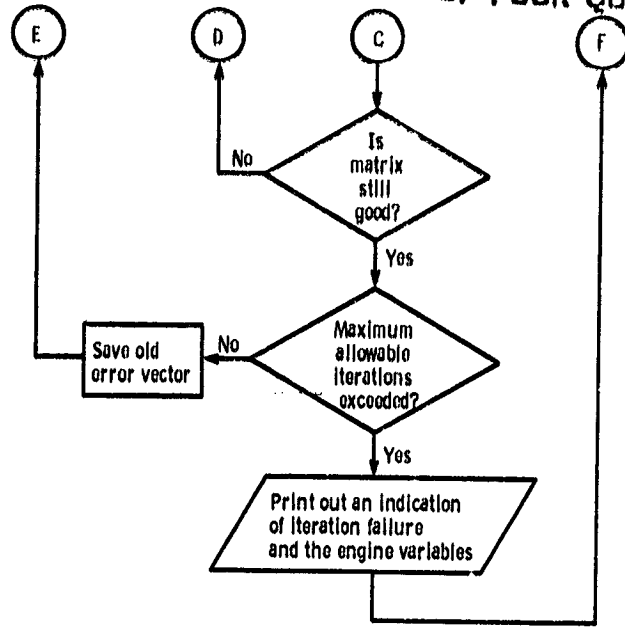 E
D
C
F
No
Is
matrix
still
good?
Yes
Maximum
allowable
iterations
exceeded?
No
Save old
error vector
Yes
Print out an indication
of iteration failure
and the engine variables